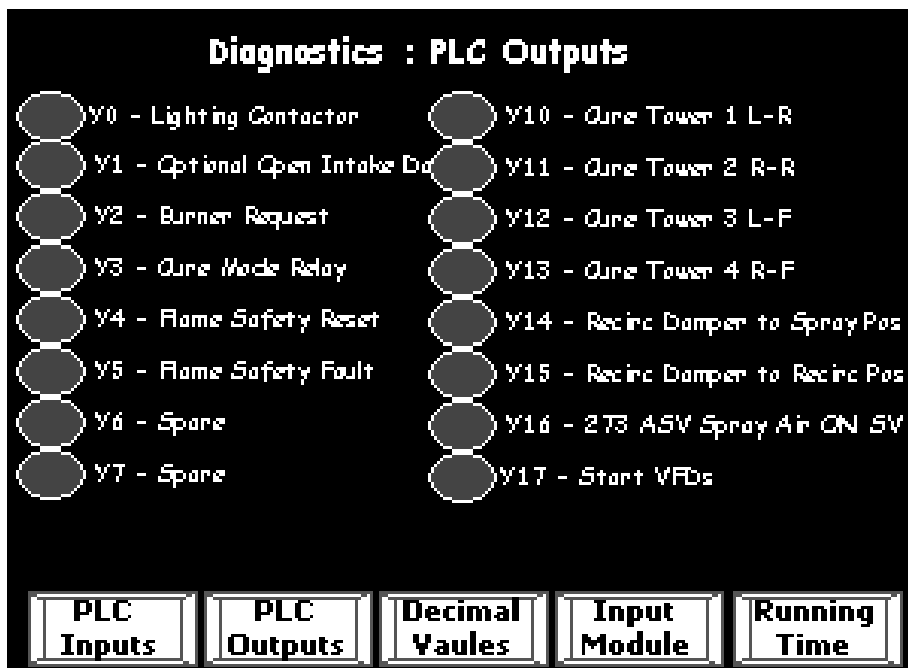 Diagnostics : PLC Outputs
Y0 - Lighting Contactor
Y1 - Optional Open Intake Da
Y2 - Burner Request
Y3 - Cure Mode Relay
Y4 - Flame Safety Reset
Y5 - Flame Safety Fault
Y6 - Spare
Y7 - Spare
Y10 - Cure Tower 1 L-R
Y11 - Cure Tower 2 R-R
Y12 - Cure Tower 3 L-F
Y13 - Cure Tower 4 R-F
Y14 - Recirc Damper to Spray Pos
Y15 - Recirc Damper to Recirc Pos
Y16 - 273 ASV Spray Air ON SV
Y17 - Start VFDs
PLC
Inputs
PLC
Outputs
Decimal
Vaules
Input
Module
Running
Time